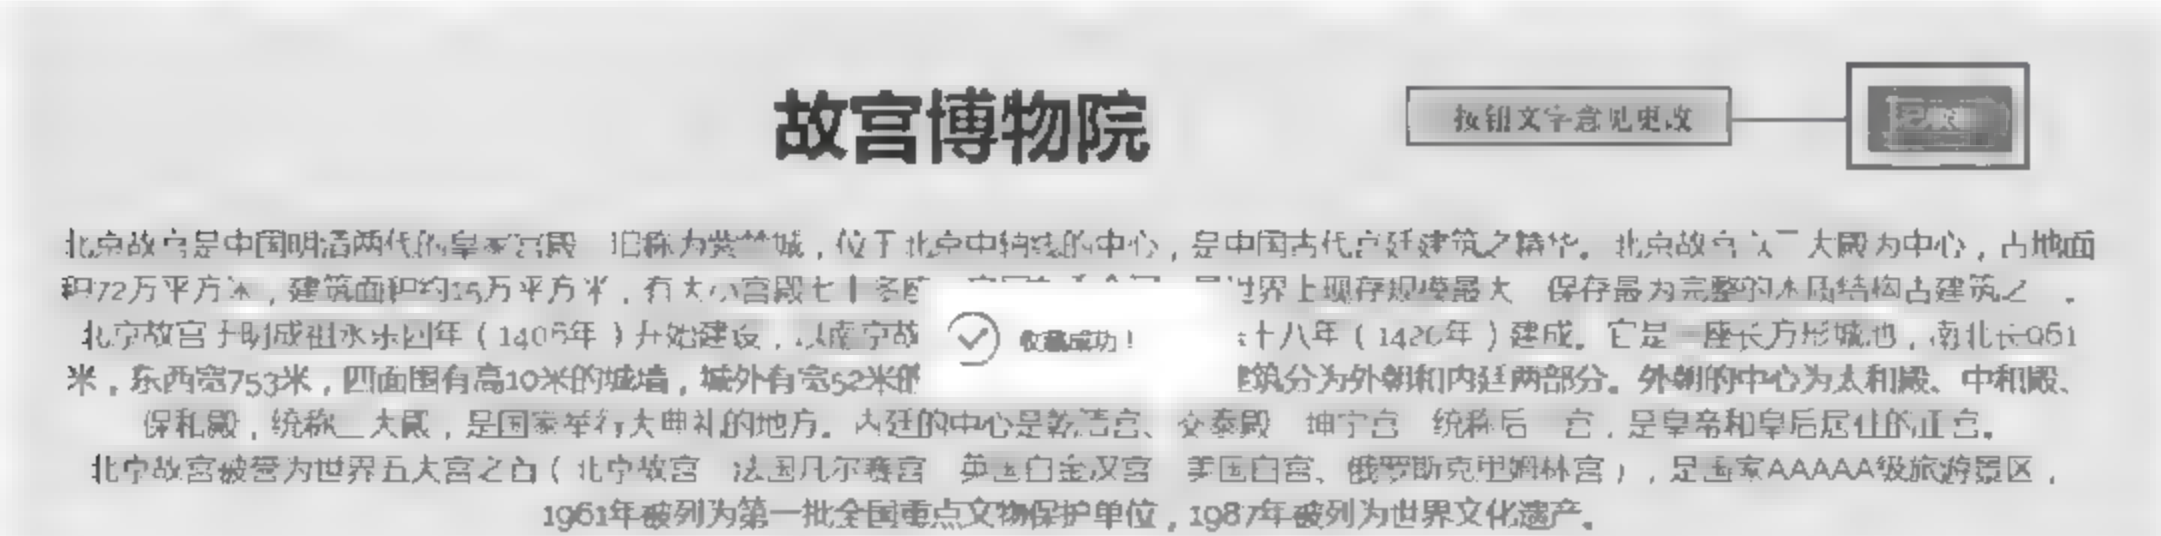 故宫博物院
按钮文字意见更改
北京故宫是中国明清两代的皇家宫殿 旧称为紫禁城，位于北京中轴线的中心，是中国古代宫廷建筑之精华。北京故宫以三大殿为中心，占地面
积72万平方米，建筑面积约15万平方米，有大小宫殿七十多座 世界上现存规模最大 保存最为完整的木质结构古建筑之 。
北京故宫于明成祖永乐四年（1406年）开始建设，以南京故 十八年（1420年）建成。它是一座长方形城池，南北长961
收藏成功！
米，东西宽753米，四面围有高10米的城墙，城外有宽52米的 建筑分为外朝和内廷两部分。外朝的中心为太和殿、中和殿、
保和殿，统称三大殿，是国家举行大典礼的地方。内廷的中心是乾清宫、交泰殿 坤宁宫 统称后 宫，是皇帝和皇后居住的正宫。
北京故宫被誉为世界五大宫之首（北京故宫 法国凡尔赛宫 英国白金汉宫 美国白宫、俄罗斯克里姆林宫），是国家AAAAA级旅游景区，
1961年被列为第一批全国重点文物保护单位，1987年被列为世界文化遗产。